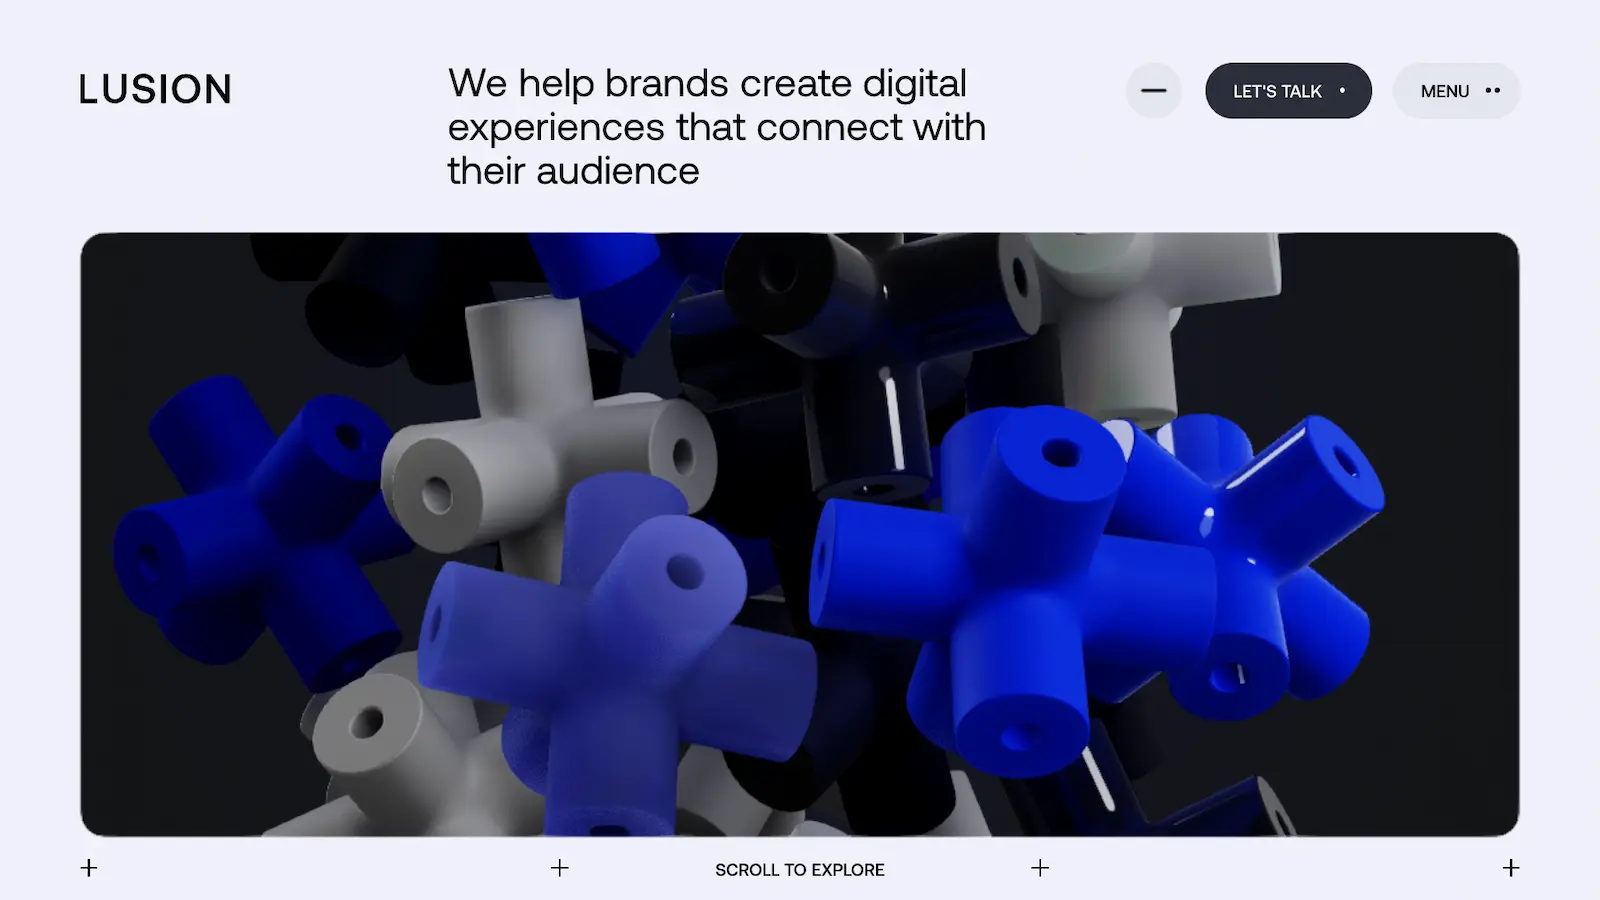 LUSION
We help brands create digital
experiences that connect with
their audience
LET'S TALK
MENU
SCROLL TO EXPLORE